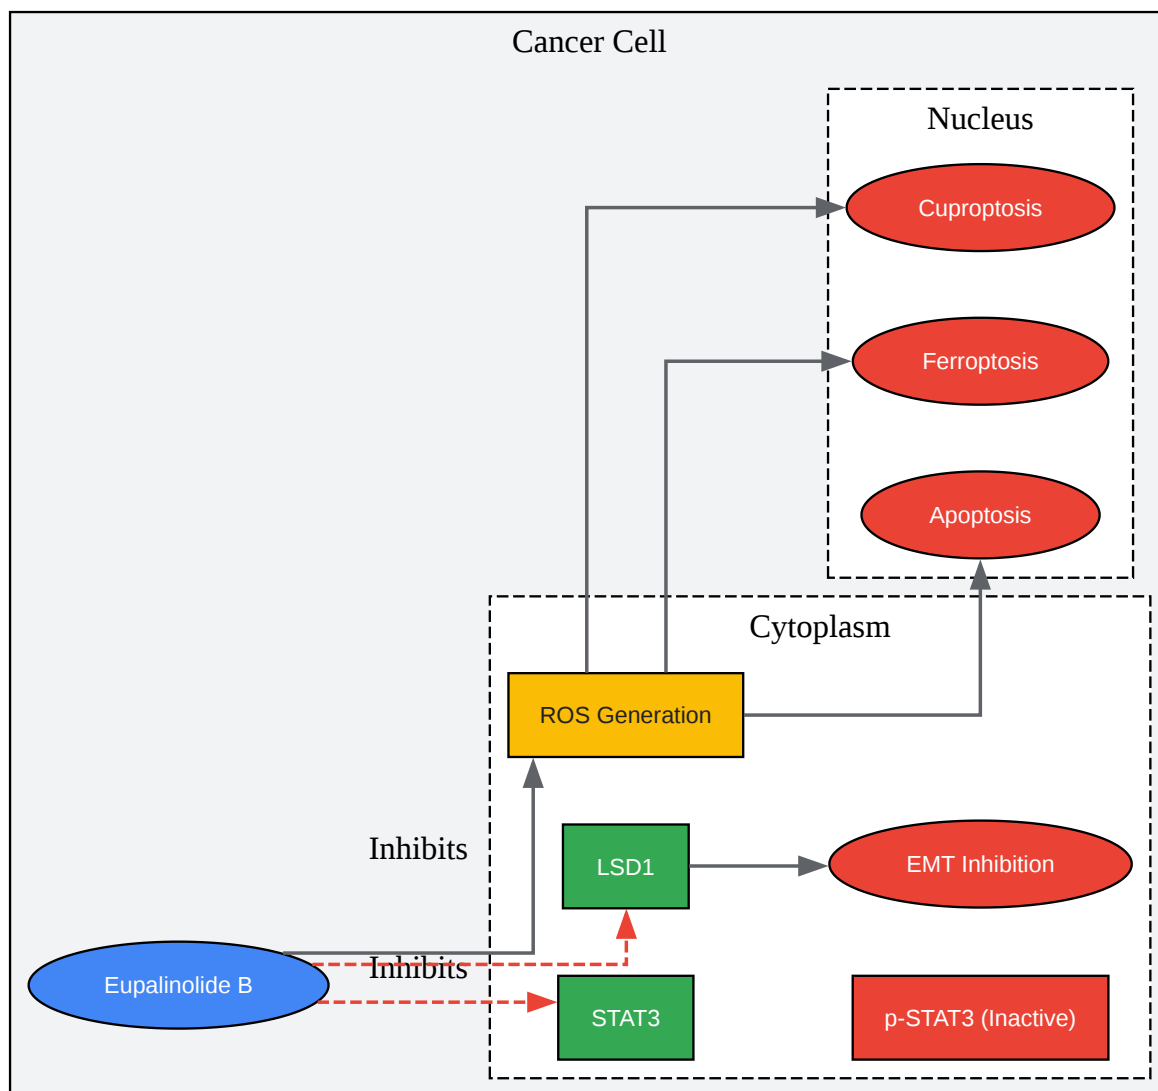 Cancer Cell
Nucleus
Cuproptosis
Ferroptosis
Apoptosis
Cytoplasm
ROS Generation
Inhibits
LSD1
EMT Inhibition
Inhibits
Eupalinolide B
STAT3
p-STAT3 (Inactive)